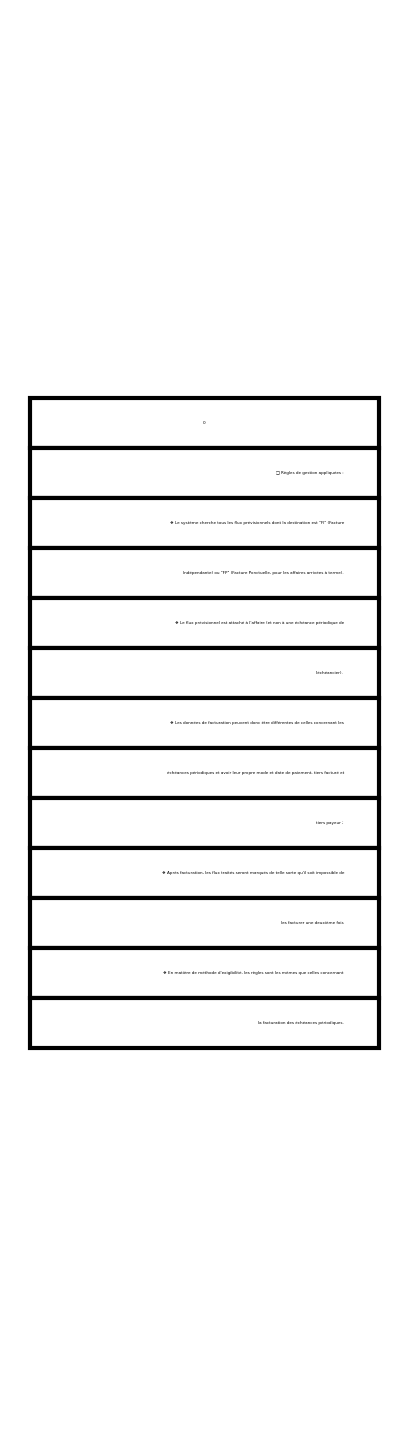 0
❑ Règles de gestion appliquées :
❖ Le système cherche tous les flux prévisionnels dont la destination est "FI" (Facture
Indépendante) ou "FP" (Facture Ponctuelle, pour les affaires arrivées à terme).
❖ Le flux prévisionnel est attaché à l'affaire (et non à une échéance périodique de
l'échéancier) ;
❖ Les données de facturation peuvent donc être différentes de celles concernant les
échéances périodiques et avoir leur propre mode et date de paiement, tiers facturé et
tiers payeur ;
❖ Après facturation, les flux traités seront marqués de telle sorte qu'il soit impossible de
les facturer une deuxième fois
❖ En matière de méthode d'exigibilité, les règles sont les mêmes que celles concernant
la facturation des échéances périodiques.